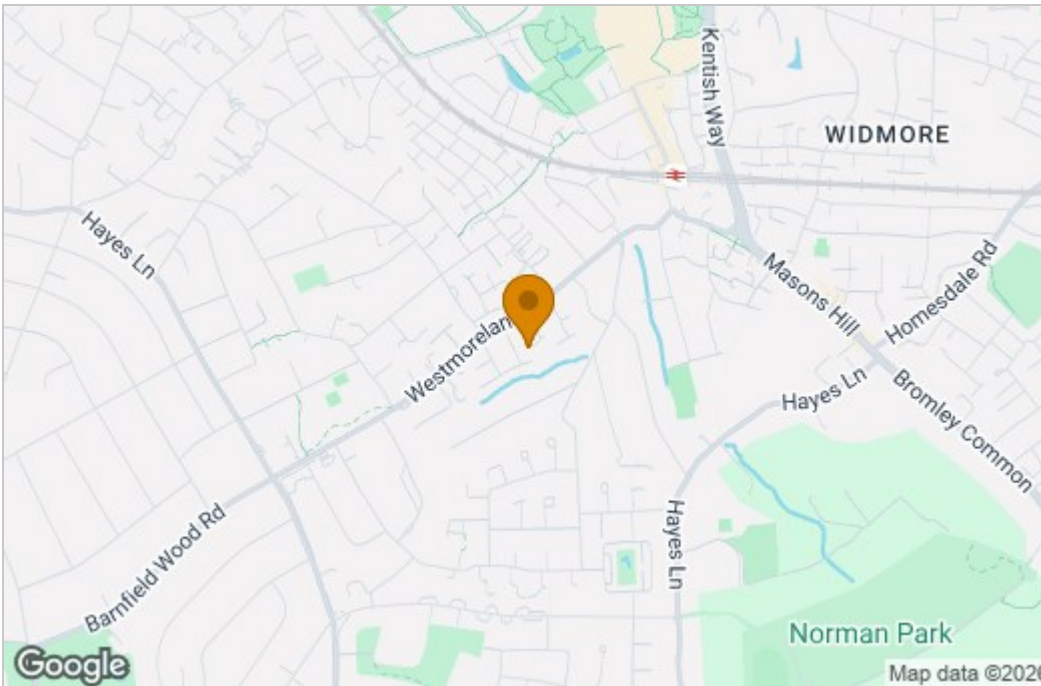 Kentish Way
WIDMORE
Hayes Ln
Masons Hill
Homesdale Rd
Westmorelan
Hayes Ln
Bromley Common
Barnfield Wood Rd
Hayes Ln
Norman Park
Google
Map data ©2026